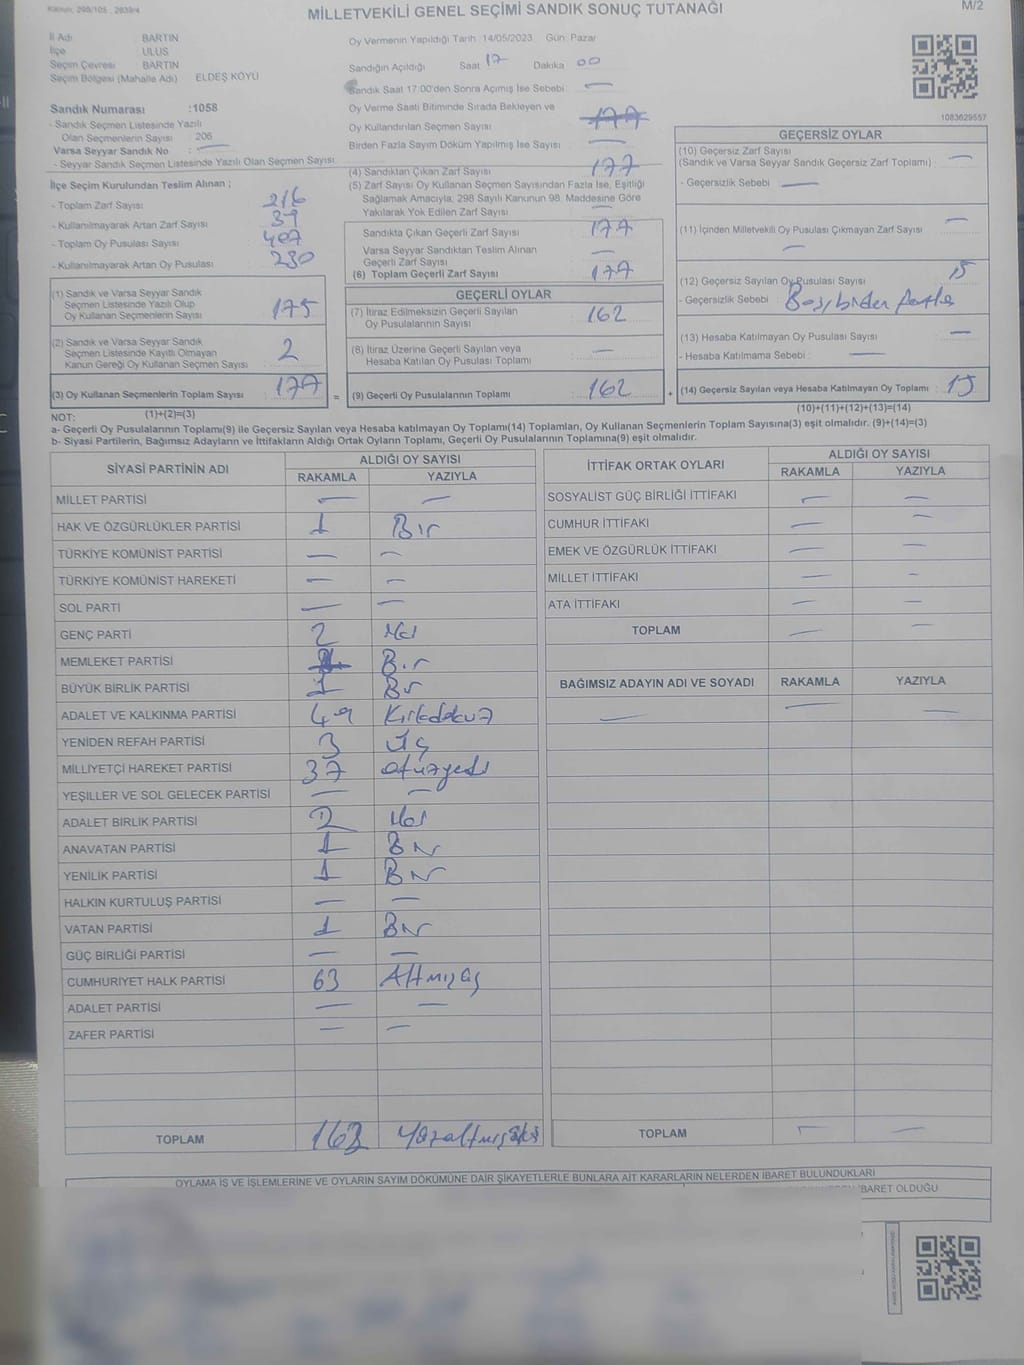 Kanun: 298/105 , 2839/4
MİLLETVEKİLİ GENEL SEÇİMİ SANDIK SONUÇ TUTANAĞI
M/2
İl Adı BARTIN
İlçe ULUS
Seçim Çevresi BARTIN
Seçim Bölgesi (Mahalle Adı) ELDEŞ KÖYÜ
Sandık Numarası :1058
- Sandık Seçmen Listesinde Yazılı
Olan Seçmenlerin Sayısı : 206
Varsa Seyyar Sandık No : —
- Seyyar Sandık Seçmen Listesinde Yazılı Olan Seçmen Sayısı
İlçe Seçim Kurulundan Teslim Alınan ;
- Toplam Zarf Sayısı 216
- Kullanılmayarak Artan Zarf Sayısı 39
- Toplam Oy Pusulası Sayısı 407
- Kullanılmayarak Artan Oy Pusulası 230
(1) Sandık ve Varsa Seyyar Sandık
Seçmen Listesinde Yazılı Olup
Oy Kullanan Seçmenlerin Sayısı 175
(2) Sandık ve Varsa Seyyar Sandık
Seçmen Listesinde Kayıtlı Olmayan
Kanun Gereği Oy Kullanan Seçmen Sayısı 2
(3) Oy Kullanan Seçmenlerin Toplam Sayısı 177
Oy Vermenin Yapıldığı Tarih :14/05/2023 Gün: Pazar
Sandığın Açıldığı Saat 17 Dakika 00
Sandık Saat 17:00'den Sonra Açımış İse Sebebi : —
Oy Verme Saati Bitiminde Sırada Bekleyen ve
Oy Kullandırılan Seçmen Sayısı 177
Birden Fazla Sayım Döküm Yapılmış İse Sayısı : —
(4) Sandıktan Çıkan Zarf Sayısı 177
(5) Zarf Sayısı Oy Kullanan Seçmen Sayısından Fazla İse, Eşitliği
Sağlamak Amacıyla, 298 Sayılı Kanunun 98. Maddesine Göre
Yakılarak Yok Edilen Zarf Sayısı —
Sandıkta Çıkan Geçerli Zarf Sayısı 177
Varsa Seyyar Sandıktan Teslim Alınan
Geçerli Zarf Sayısı —
(6) Toplam Geçerli Zarf Sayısı 177
GEÇERLİ OYLAR
(7) İtiraz Edilmeksizin Geçerli Sayılan
Oy Pusulalarının Sayısı 162
(8) İtiraz Üzerine Geçerli Sayılan veya
Hesaba Katılan Oy Pusulası Toplamı —
= (9) Geçerli Oy Pusulalarının Toplamı 162 +
1083629557
GEÇERSİZ OYLAR
(10) Geçersiz Zarf Sayısı
(Sandık ve Varsa Seyyar Sandık Geçersiz Zarf Toplamı) —
- Geçersizlik Sebebi : —
(11) İçinden Milletvekili Oy Pusulası Çıkmayan Zarf Sayısı —
—
(12) Geçersiz Sayılan Oy Pusulası Sayısı 15
- Geçersizlik Sebebi : Boş, birden fazla
(13) Hesaba Katılmayan Oy Pusulası Sayısı —
- Hesaba Katılmama Sebebi : —
(14) Geçersiz Sayılan veya Hesaba Katılmayan Oy Toplamı : 15
NOT: (1)+(2)=(3)
(10)+(11)+(12)+(13)=(14)
a- Geçerli Oy Pusulalarının Toplamı(9) ile Geçersiz Sayılan veya Hesaba katılmayan Oy Toplamı(14) Toplamları, Oy Kullanan Seçmenlerin Toplam Sayısına(3) eşit olmalıdır. (9)+(14)=(3)
b- Siyasi Partilerin, Bağımsız Adayların ve İttifakların Aldığı Ortak Oyların Toplamı, Geçerli Oy Pusulalarının Toplamına(9) eşit olmalıdır.
SİYASİ PARTİNİN ADI ALDIĞI OY SAYISI
RAKAMLA YAZIYLA
MİLLET PARTİSİ — —
HAK VE ÖZGÜRLÜKLER PARTİSİ 1 Bir
TÜRKİYE KOMÜNİST PARTİSİ — —
TÜRKİYE KOMÜNİST HAREKETİ — —
SOL PARTİ — —
GENÇ PARTİ 2 iki
MEMLEKET PARTİSİ 1 Bir
BÜYÜK BİRLİK PARTİSİ 1 Bir
ADALET VE KALKINMA PARTİSİ 49 Kırkdokuz
YENİDEN REFAH PARTİSİ 3 üç
MİLLİYETÇİ HAREKET PARTİSİ 37 otuzyedi
YEŞİLLER VE SOL GELECEK PARTİSİ — —
ADALET BİRLİK PARTİSİ 2 iki
ANAVATAN PARTİSİ 1 Bir
YENİLİK PARTİSİ 1 Bir
HALKIN KURTULUŞ PARTİSİ — —
VATAN PARTİSİ 1 Bir
GÜÇ BİRLİĞİ PARTİSİ — —
CUMHURİYET HALK PARTİSİ 63 Altmışüç
ADALET PARTİSİ — —
ZAFER PARTİSİ — —
TOPLAM 162 Yüzaltmışiki
İTTİFAK ORTAK OYLARI ALDIĞI OY SAYISI
RAKAMLA YAZIYLA
SOSYALİST GÜÇ BİRLİĞİ İTTİFAKI — —
CUMHUR İTTİFAKI — —
EMEK VE ÖZGÜRLÜK İTTİFAKI — —
MİLLET İTTİFAKI — —
ATA İTTİFAKI — —
TOPLAM — —
BAĞIMSIZ ADAYIN ADI VE SOYADI RAKAMLA YAZIYLA
— — —
TOPLAM — —
OYLAMA İŞ VE İŞLEMLERİNE VE OYLARIN SAYIM DÖKÜMÜNE DAİR ŞİKAYETLERLE BUNLARA AİT KARARLARIN NELERDEN İBARET BULUNDUKLARI
İBARET OLDUĞU